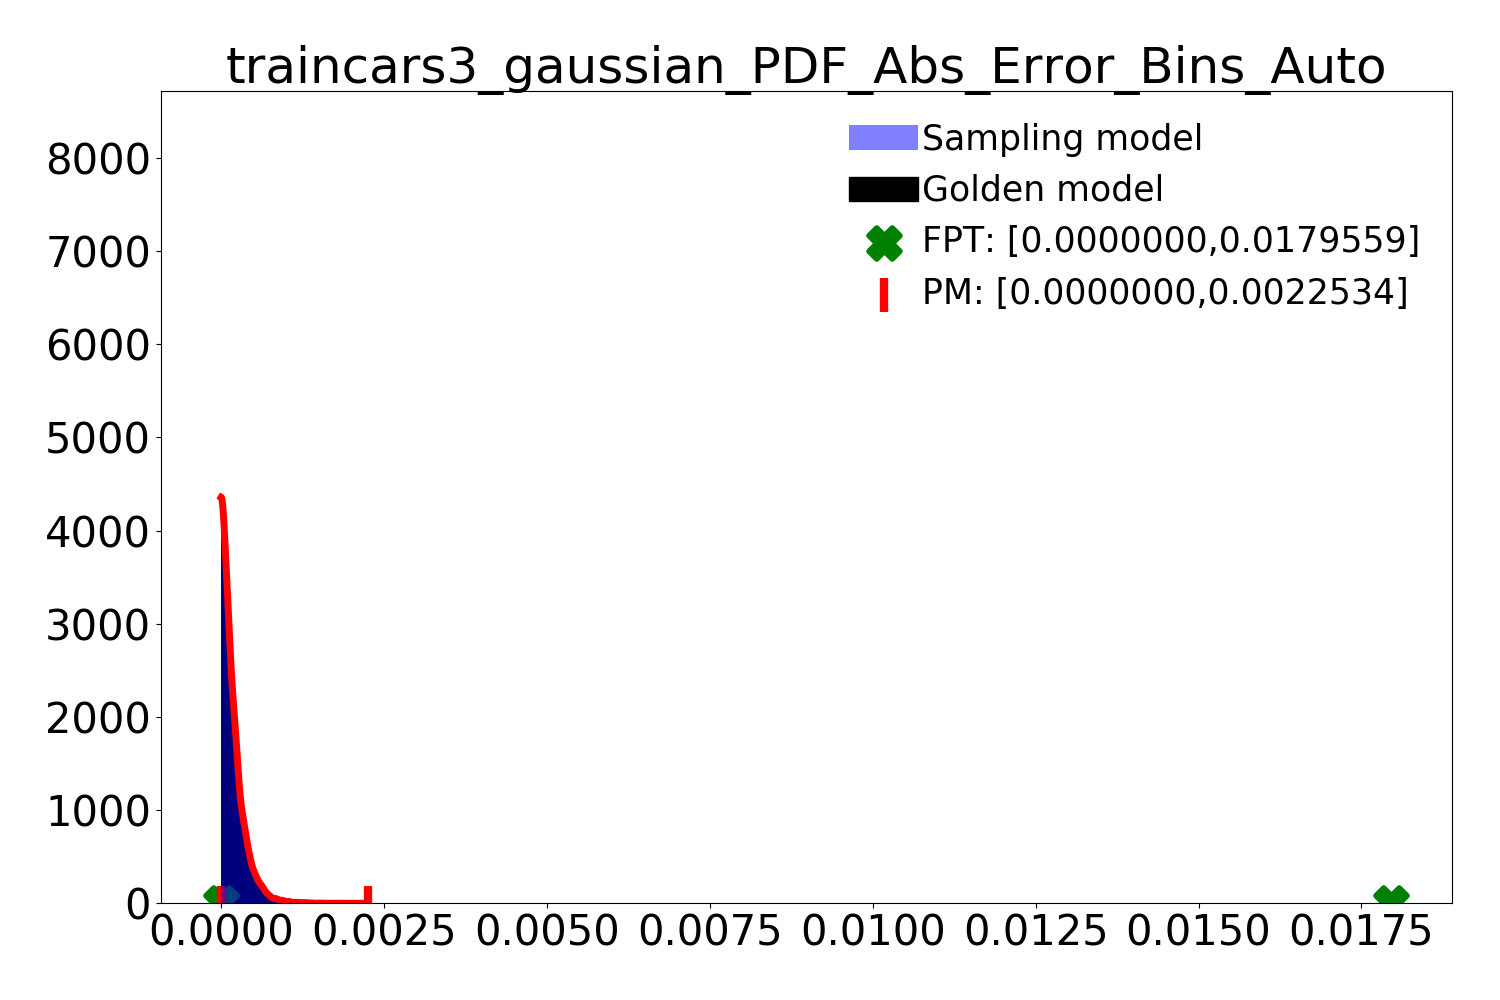 traincars3_gaussian_PDF_Abs_Error_Bins_Auto
Sampling model
Golden model
FPT: [0.0000000,0.0179559]
PM: [0.0000000,0.0022534]
8000
7000
6000
5000
4000
3000
2000
1000
0
0.0000 0.0025 0.0050 0.0075 0.0100 0.0125 0.0150 0.0175